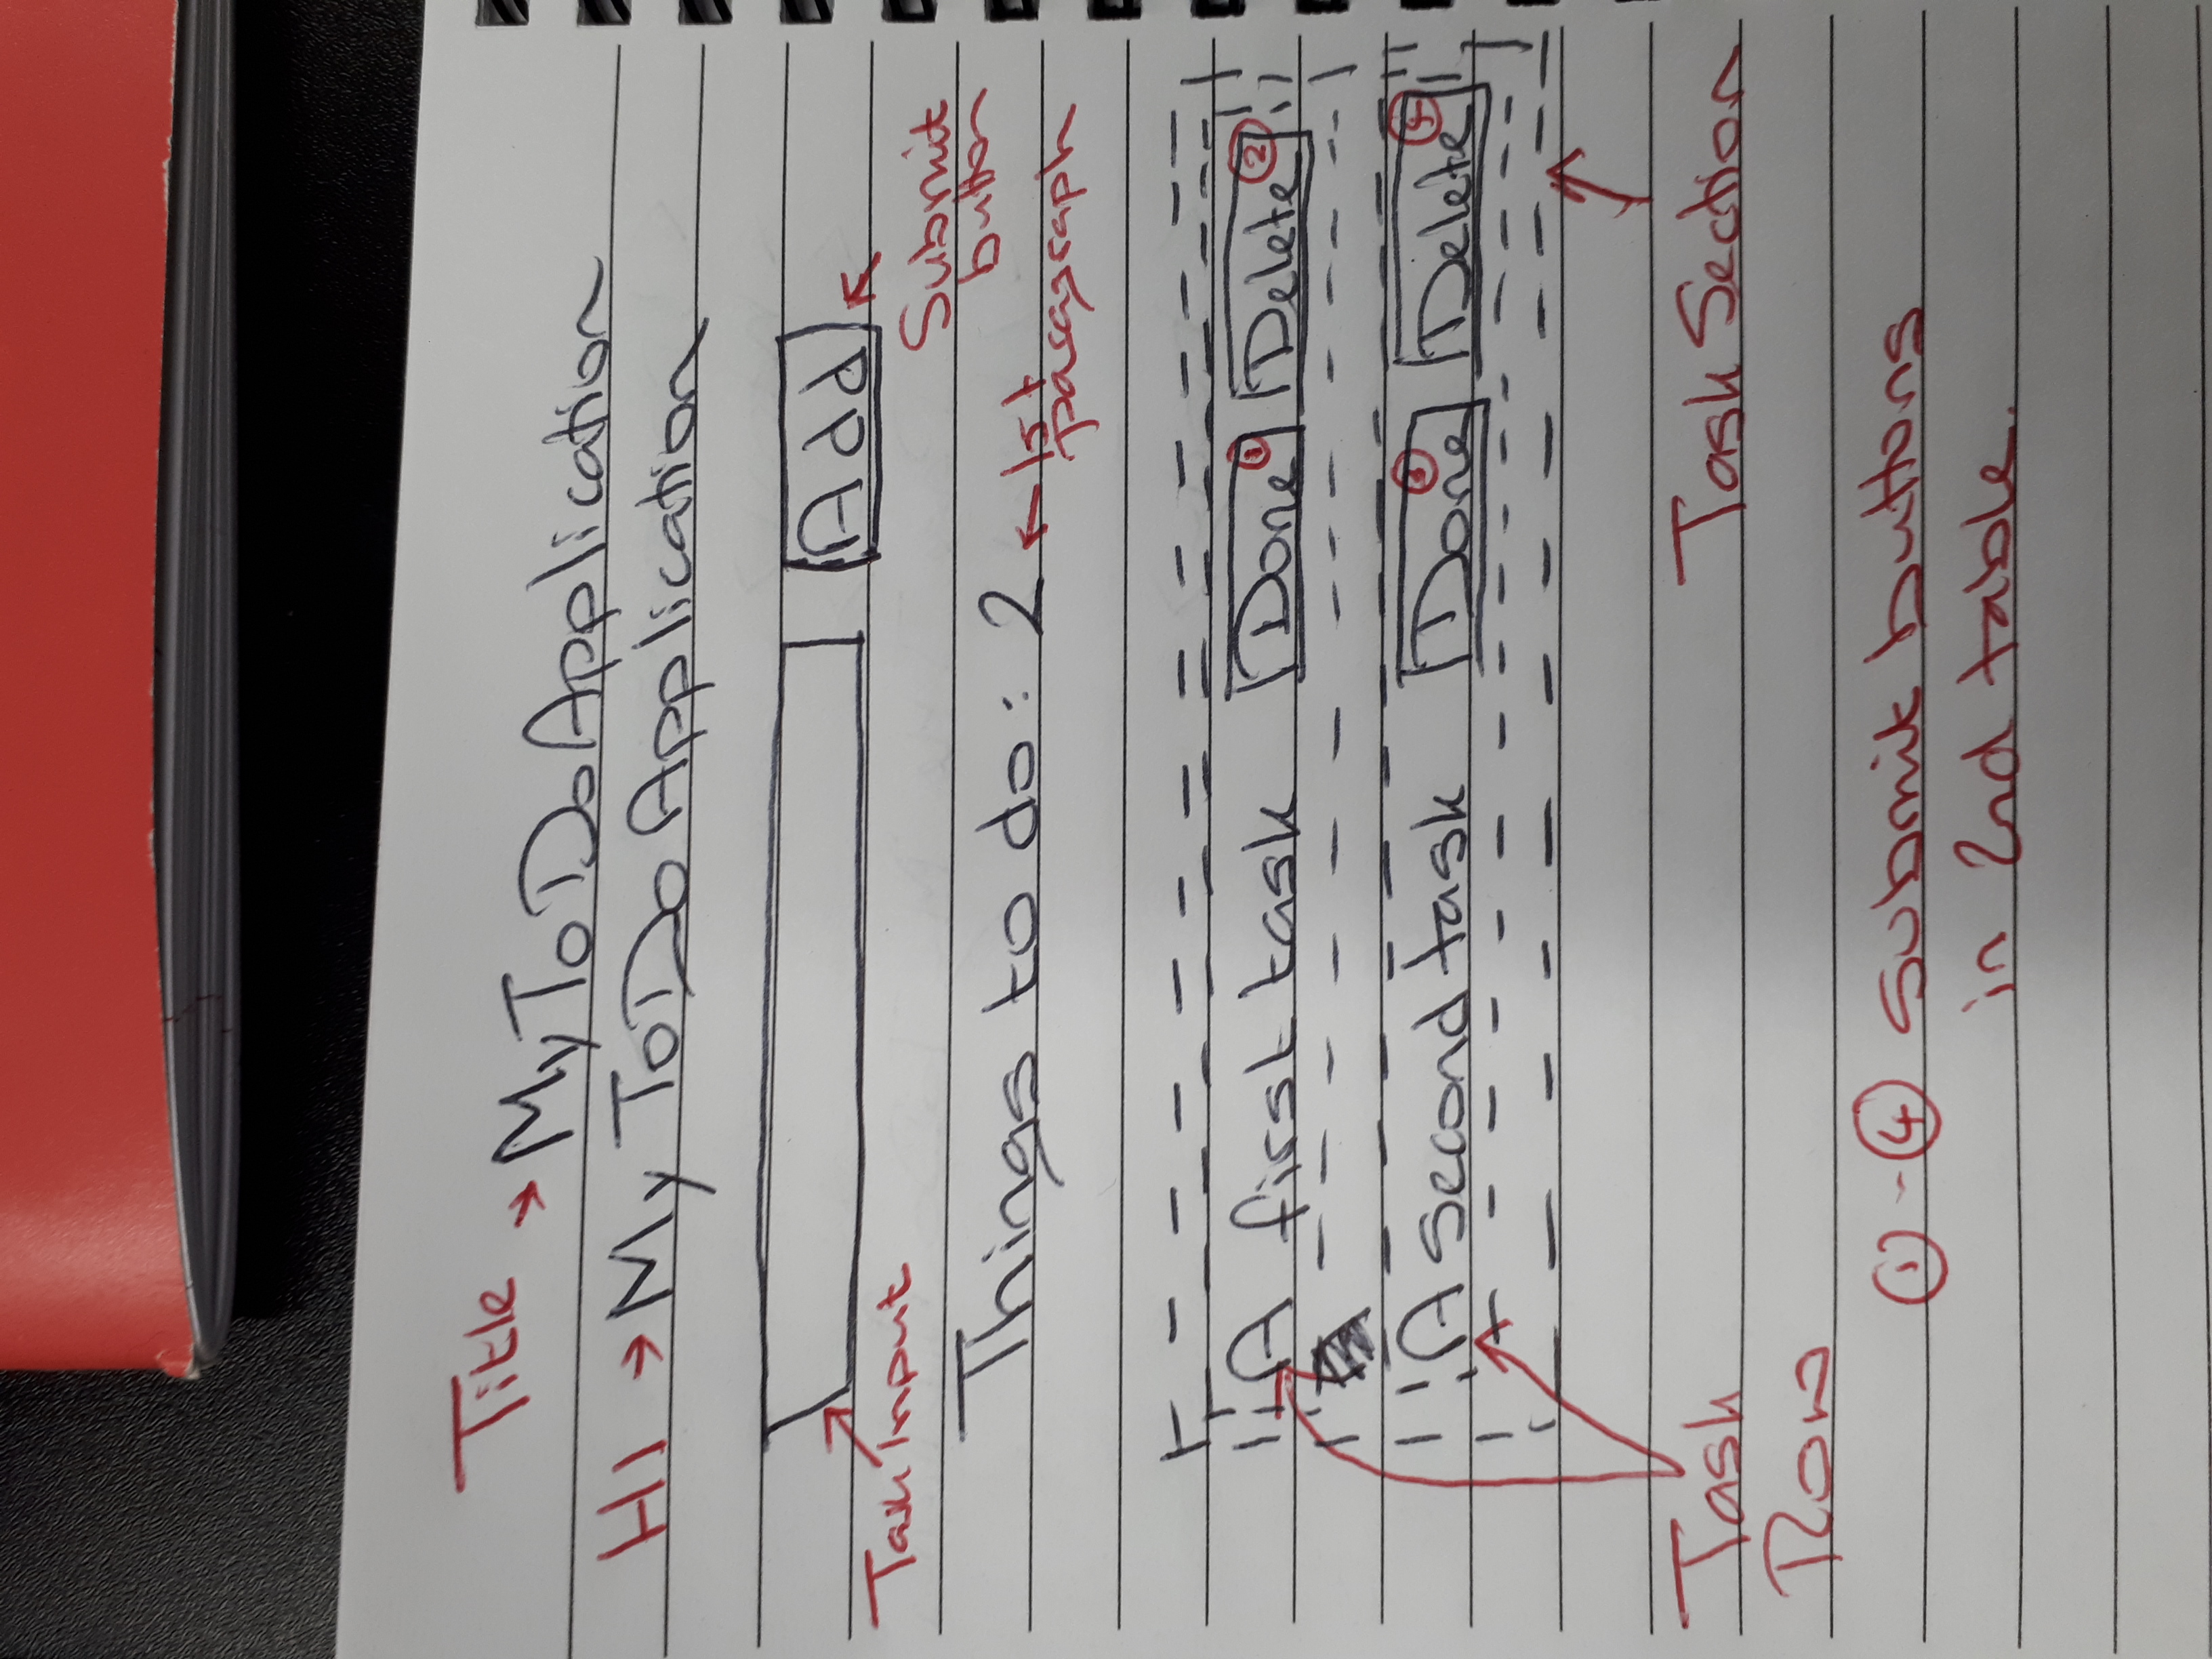 Title → MyToDoApplication
H1 → My ToDo Application
Add
Task Input
Submit
button
Things to do: 2 ← 1st
paragraph
A first task Done ① Delete ②
A second task Done ③ Delete ④
Task
Row
Task Section
① - ④ submit buttons
in 2nd table.